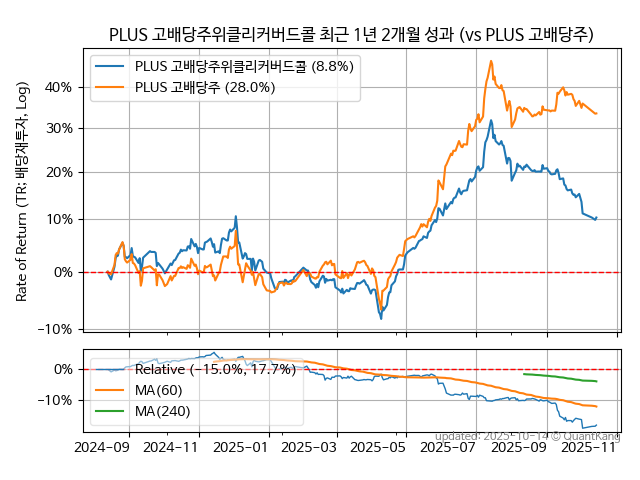 PLUS 고배당주위클리커버드콜 최근 1년 2개월 성과 (vs PLUS 고배당주)
Rate of Return (TR: 배당재투자, Log)
PLUS 고배당주위클리커버드콜 (8.8%)
PLUS 고배당주 (28.0%)
40%
30%
20%
10%
0%
−10%
Relative (−15.0%, 17.7%)
MA(60)
MA(240)
0%
−10%
updated: 2025-10-14 © QuantKang
2024-09 2024-11 2025-01 2025-03 2025-05 2025-07 2025-09 2025-11